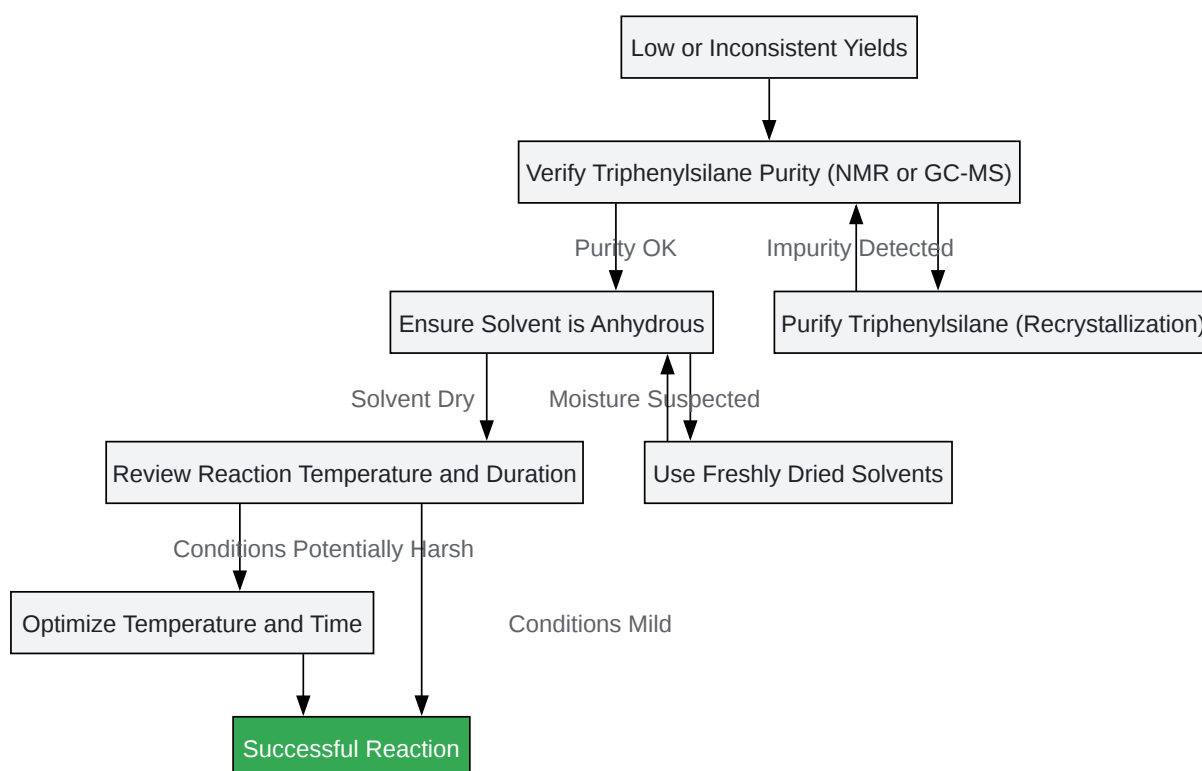 Low or Inconsistent Yields
Verify Triphenylsilane Purity (NMR or GC-MS)
Purity OK
Impurity Detected
Ensure Solvent is Anhydrous
Purify Triphenylsilane (Recrystallization)
Solvent Dry
Moisture Suspected
Review Reaction Temperature and Duration
Use Freshly Dried Solvents
Conditions Potentially Harsh
Optimize Temperature and Time
Conditions Mild
Successful Reaction